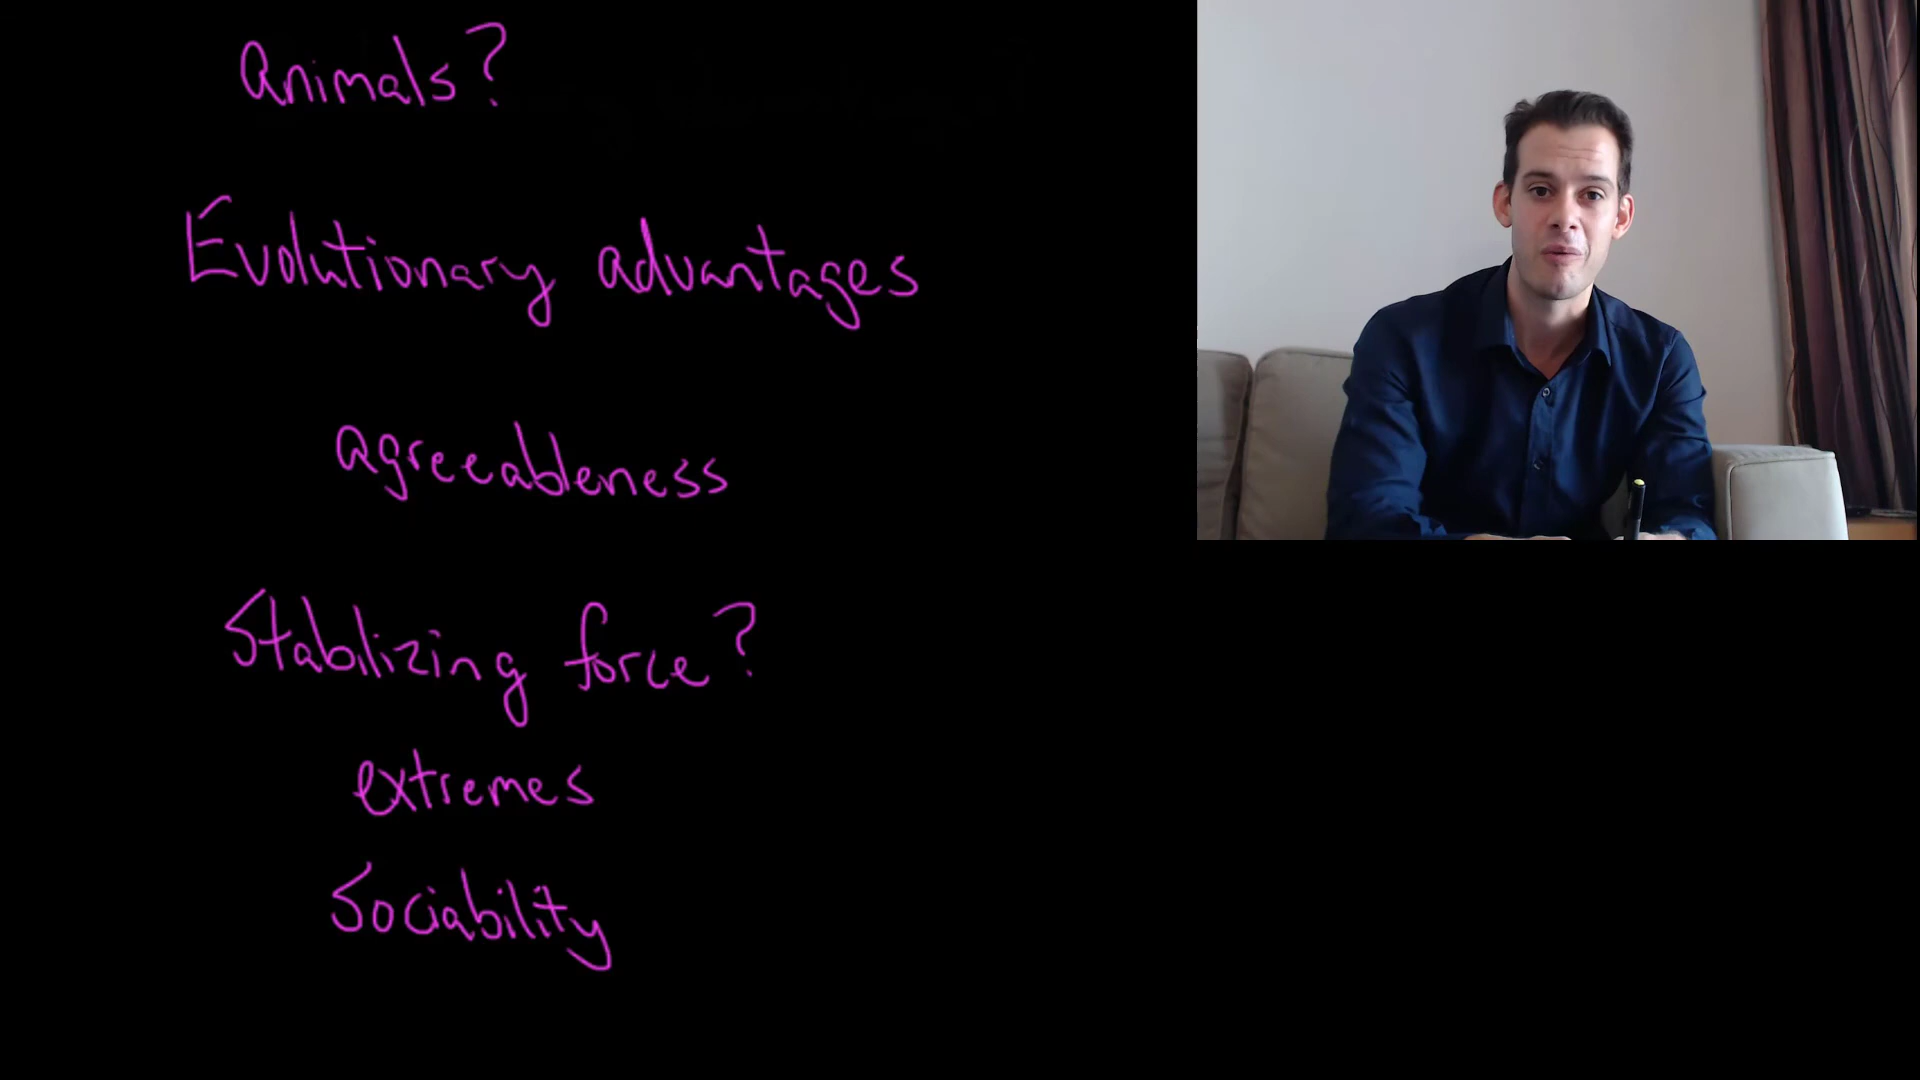 Animals?
Evolutionary advantages
agreeableness
Stabilizing force?
extremes
Sociability